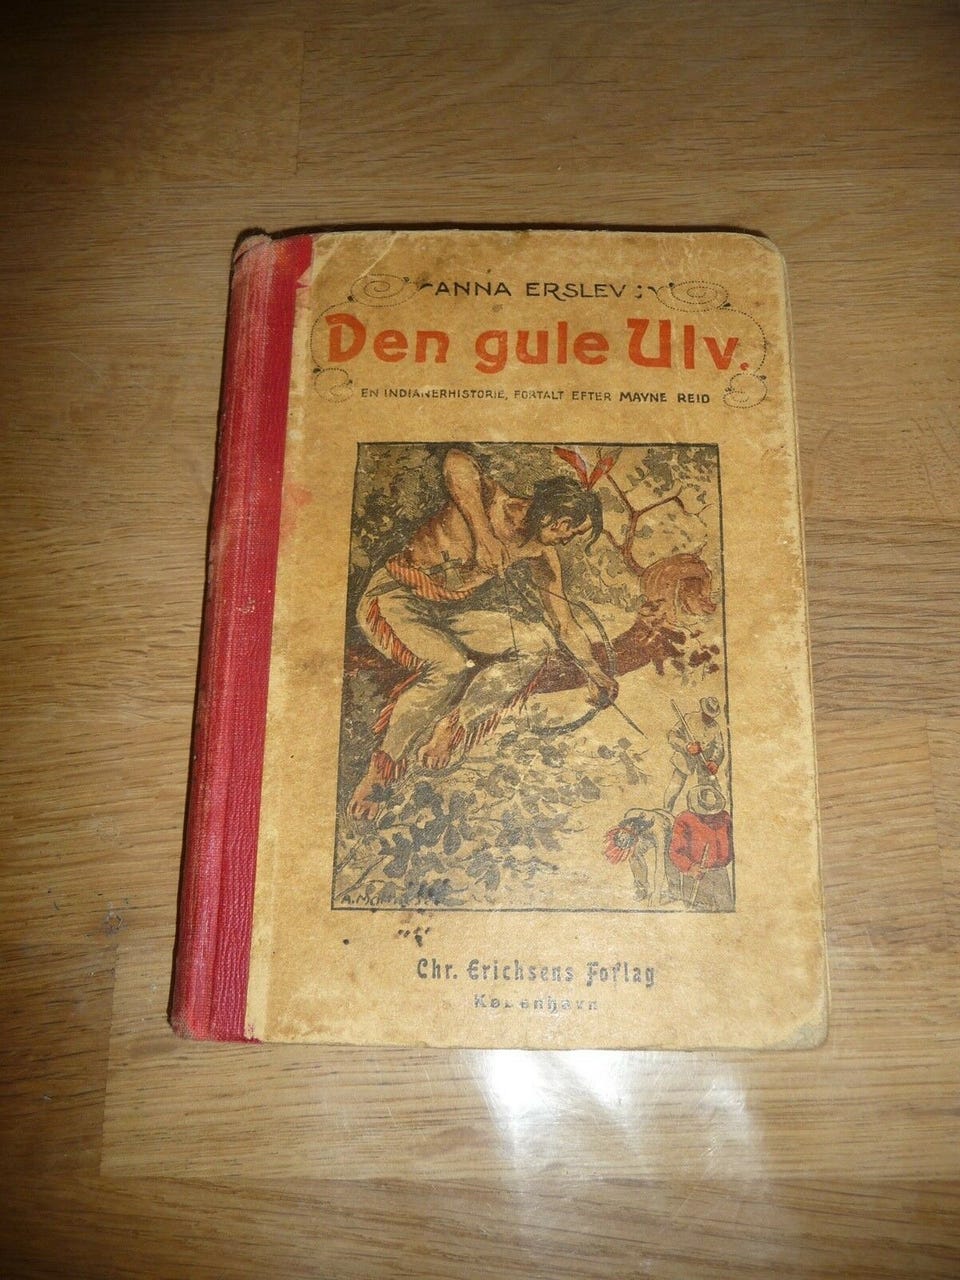 ANNA ERSLEV
Den gule Ulv.
EN INDIANERHISTORIE, FORTALT EFTER MAYNE REID
Chr. Erichsens Forlag
København